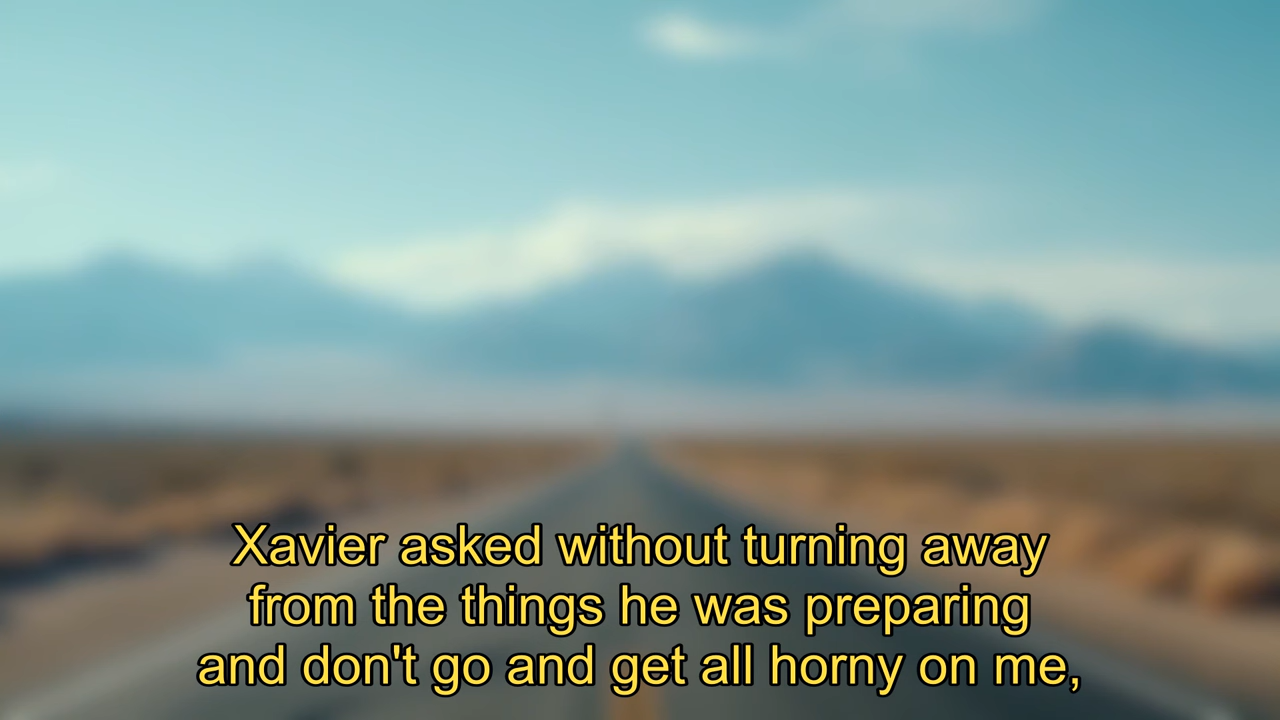 Xavier asked without turning away
from the things he was preparing
and don't go and get all horny on me,